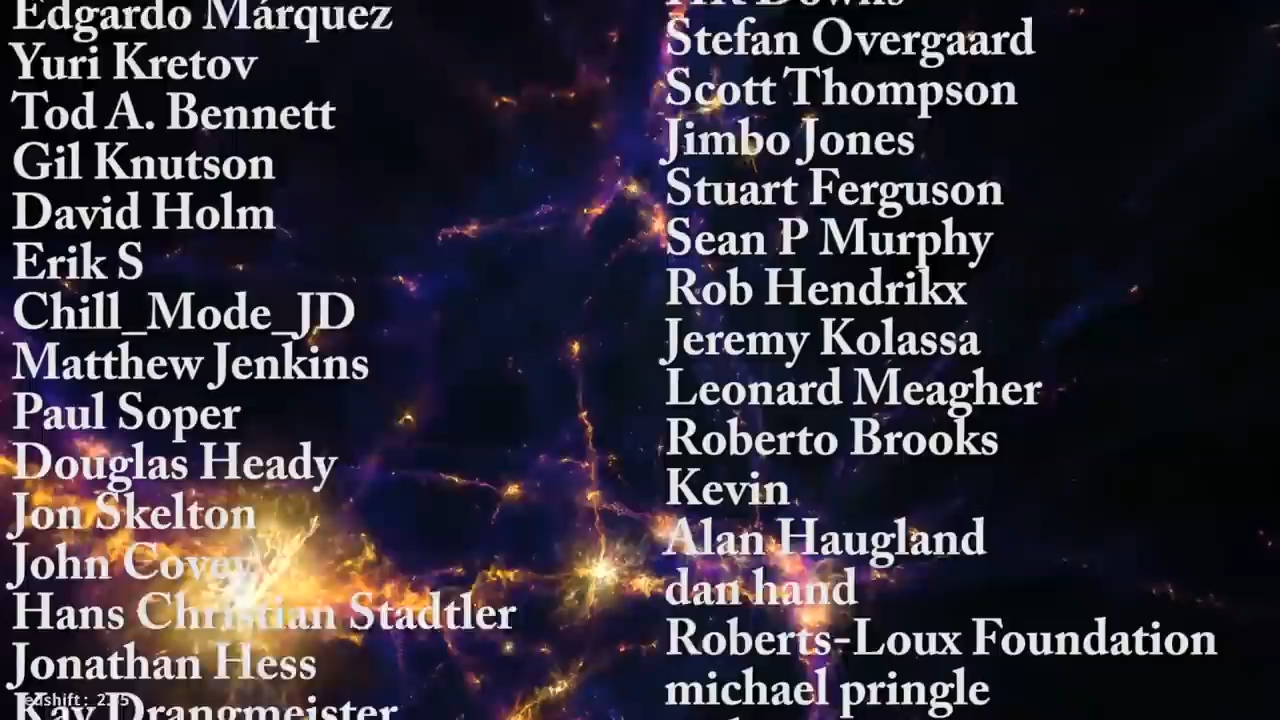 Edgardo Márquez
Yuri Kretov
Tod A. Bennett
Gil Knutson
David Holm
Erik S
Chill_Mode_JD
Matthew Jenkins
Paul Soper
Douglas Heady
Jon Skelton
John Covey
Hans Christian Stadtler
Jonathan Hess
Kay Drangmeister
Stefan Overgaard
Scott Thompson
Jimbo Jones
Stuart Ferguson
Sean P Murphy
Rob Hendrikx
Jeremy Kolassa
Leonard Meagher
Roberto Brooks
Kevin
Alan Haugland
dan hand
Roberts-Loux Foundation
michael pringle